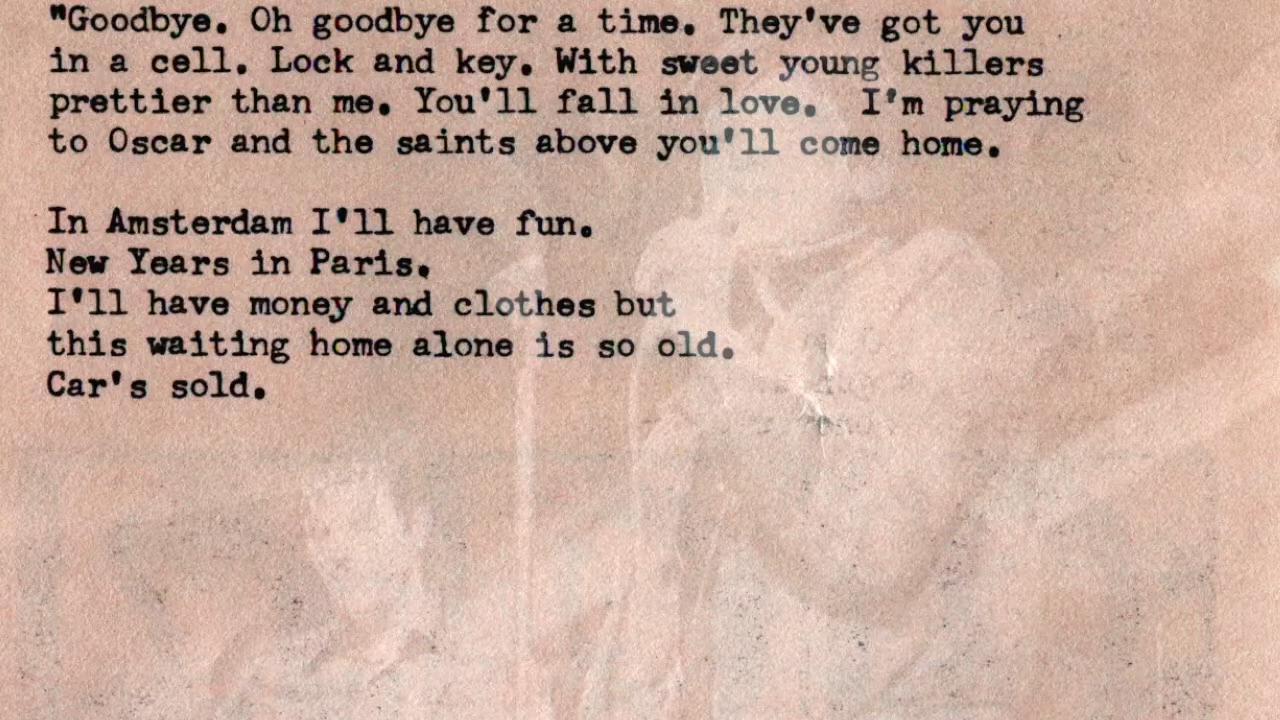 "Goodbye. Oh goodbye for a time. They've got you
in a cell. Lock and key. With sweet young killers
prettier than me. You'll fall in love.  I'm praying
to Oscar and the saints above you'll come home.

In Amsterdam I'll have fun.
New Years in Paris.
I'll have money and clothes but
this waiting home alone is so old.
Car's sold.